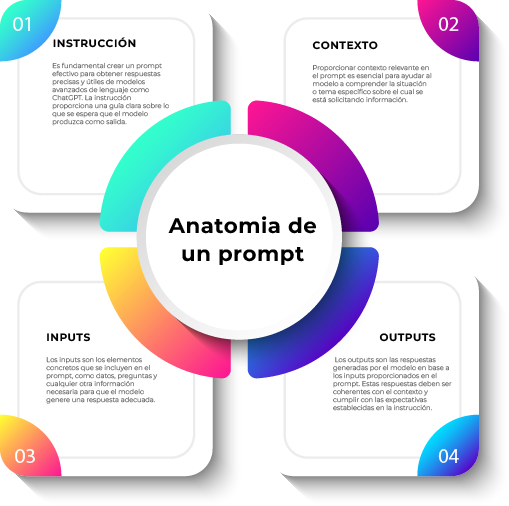 01
INSTRUCCIÓN
Es fundamental crear un prompt
efectivo para obtener respuestas
precisas y útiles de modelos
avanzados de lenguaje como
ChatGPT. La instrucción
proporciona una guía clara sobre lo
que se espera que el modelo
produzca como salida.
02
CONTEXTO
Proporcionar contexto relevante en
el prompt es esencial para ayudar al
modelo a comprender la situación
o tema específico sobre el cual se
está solicitando información.
Anatomia de
un prompt
INPUTS
Los inputs son los elementos
concretos que se incluyen en el
prompt, como datos, preguntas y
cualquier otra información
necesaria para que el modelo
genere una respuesta adecuada.
03
OUTPUTS
Los outputs son las respuestas
generadas por el modelo en base a
los inputs proporcionados en el
prompt. Estas respuestas deben ser
coherentes con el contexto y
cumplir con las expectativas
establecidas en la instrucción.
04